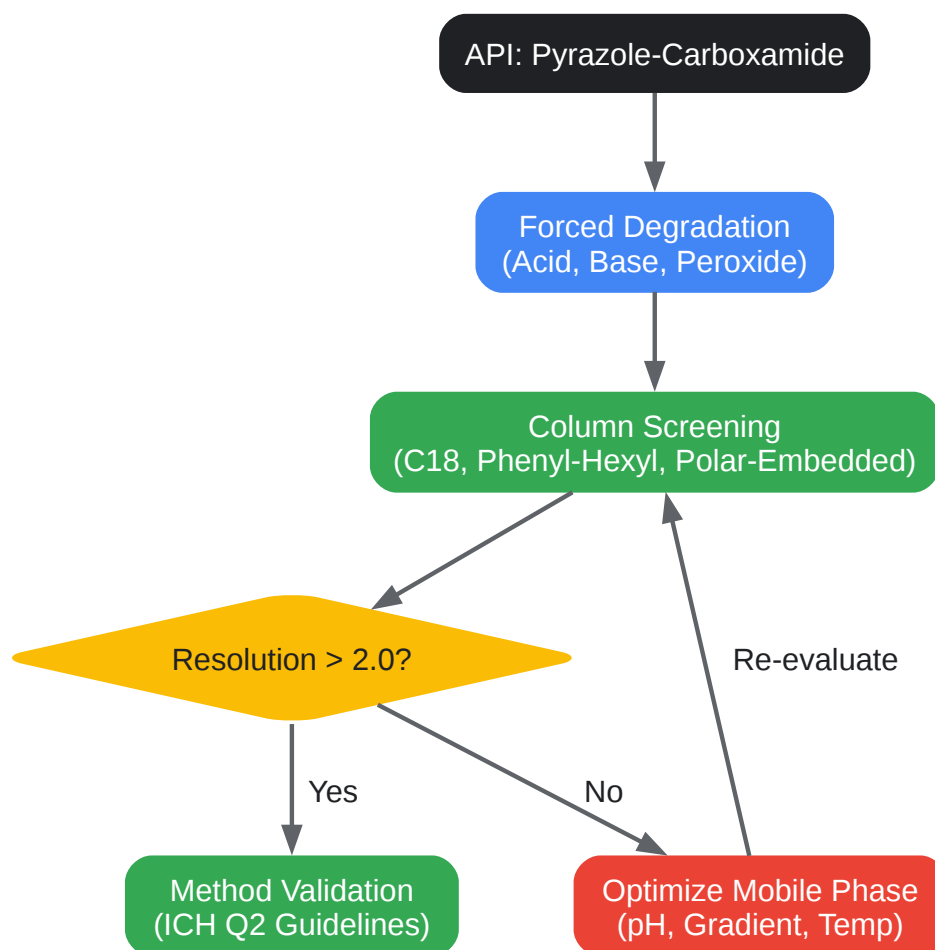 API: Pyrazole-Carboxamide
Forced Degradation
(Acid, Base, Peroxide)
Column Screening
(C18, Phenyl-Hexyl, Polar-Embedded)
Resolution > 2.0?
Re-evaluate
Yes
No
Method Validation
(ICH Q2 Guidelines)
Optimize Mobile Phase
(pH, Gradient, Temp)